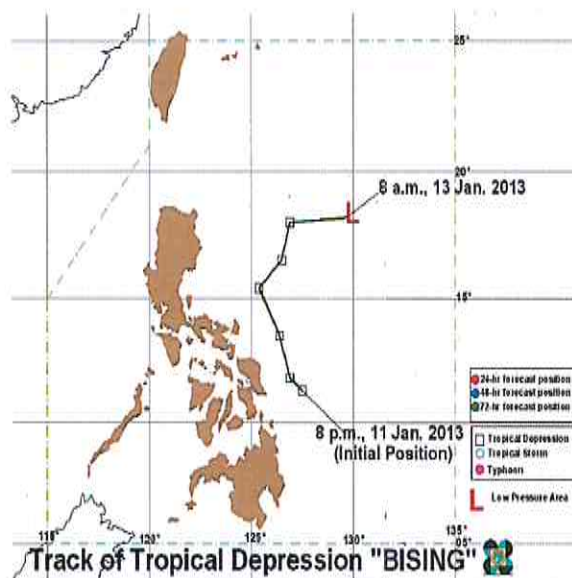 25°
20°
8 a.m., 13 Jan. 2013
L
15°
24-hr forecast position
48-hr forecast position
72-hr forecast position
8 p.m., 11 Jan. 2013
(Initial Position)
Tropical Depression
Tropical Storm
Typhoon
L Low Pressure Area
120° 125° 130° 135° 05°
Track of Tropical Depression "BISING"